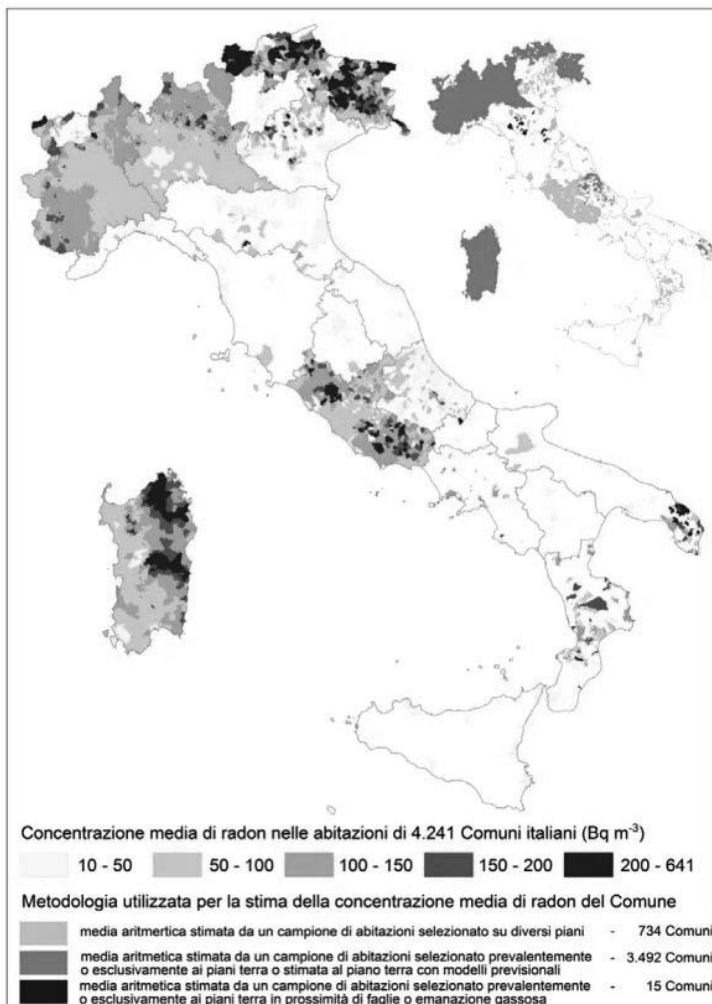 Concentrazione media di radon nelle abitazioni di 4.241 Comuni italiani (Bq m-3)
10 - 50 50 - 100 100 - 150 150 - 200 200 - 641
Metodologia utilizzata per la stima della concentrazione media di radon del Comune
media aritmertica stimata da un campione di abitazioni selezionato su diversi piani - 734 Comuni
media aritmetica stimata da un campione di abitazioni selezionato prevalentemente - 3.492 Comuni
o esclusivamente ai piani terra o stimata al piano terra con modelli previsionali
media aritmetica stimata da un campione di abitazioni selezionato prevalentemente - 15 Comuni
o esclusivamente ai piani terra in prossimità di faglie o emanazione gassosa